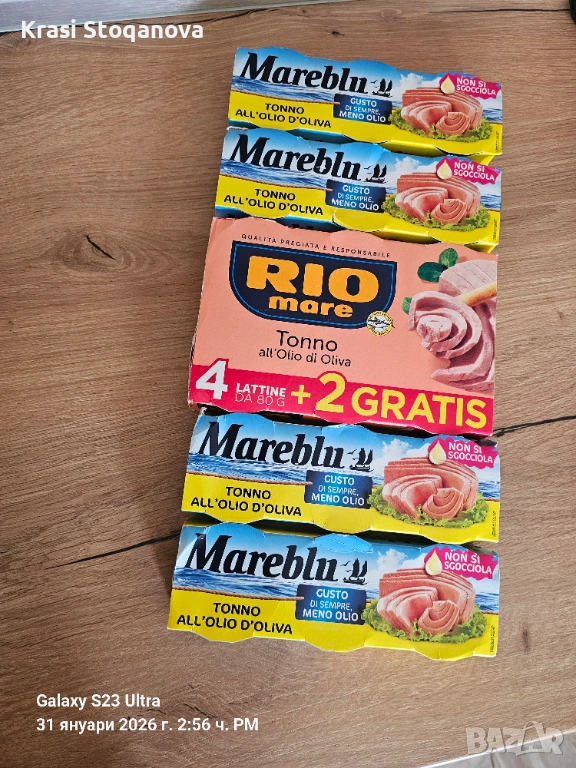 Krasi Stoqanova
Mareblu
TONNO
ALL'OLIO D'OLIVA
GUSTO
DI SEMPRE,
MENO OLIO
NON SI
SGOCCIOLA
Mareblu
TONNO
ALL'OLIO D'OLIVA
GUSTO
DI SEMPRE,
MENO OLIO
NON SI
SGOCCIOLA
QUALITÀ PREGIATA E RESPONSABILE
RIO
mare
Tonno
all'Olio di Oliva
4 LATTINE
DA 80 G
+2 GRATIS
Mareblu
TONNO
ALL'OLIO D'OLIVA
GUSTO
DI SEMPRE,
MENO OLIO
NON SI
SGOCCIOLA
Mareblu
TONNO
ALL'OLIO D'OLIVA
GUSTO
DI SEMPRE,
MENO OLIO
NON SI
SGOCCIOLA
Galaxy S23 Ultra
31 януари 2026 г. 2:56 ч. PM
BAZAR